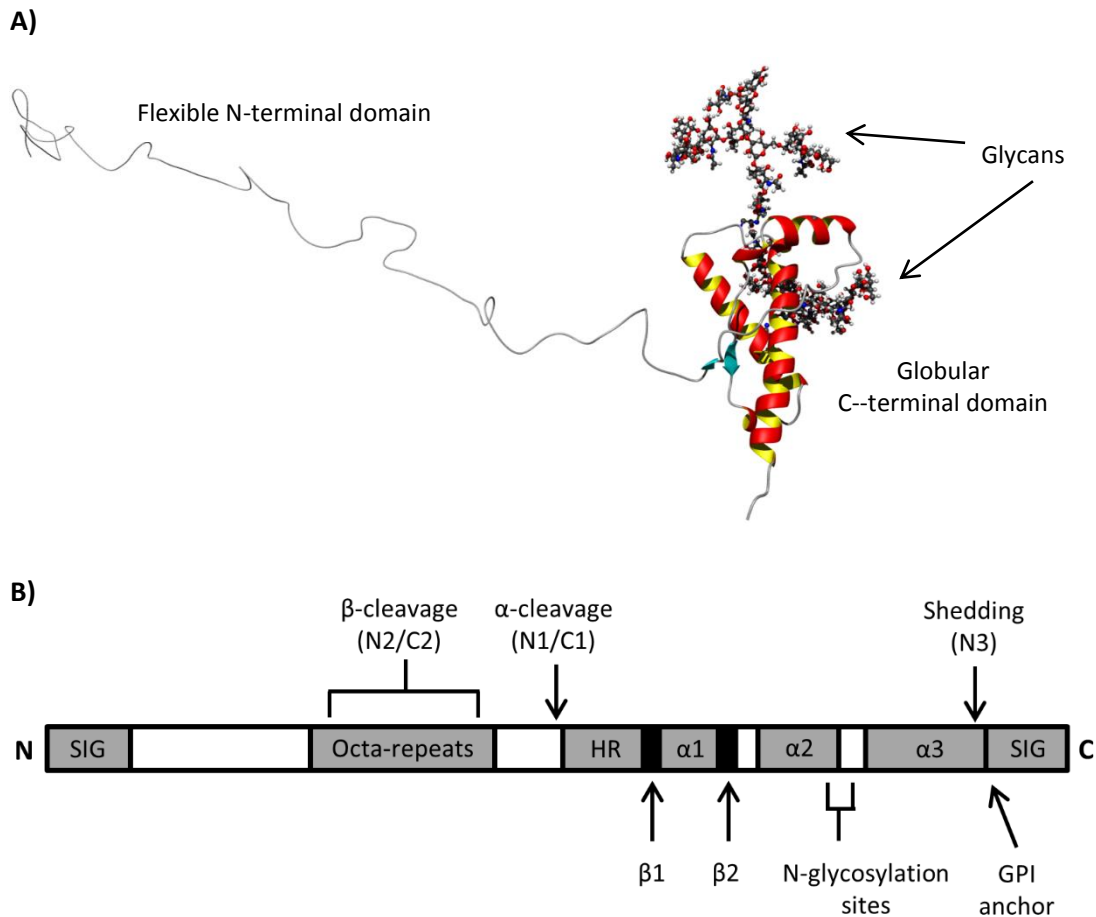 A)
Flexible N-terminal domain
Glycans
Globular
C--terminal domain
B)
β-cleavage
(N2/C2)
α-cleavage
(N1/C1)
Shedding
(N3)
N
SIG
Octa-repeats
HR
α1
α2
α3
SIG
C
β1
β2
N-glycosylation
sites
GPI
anchor